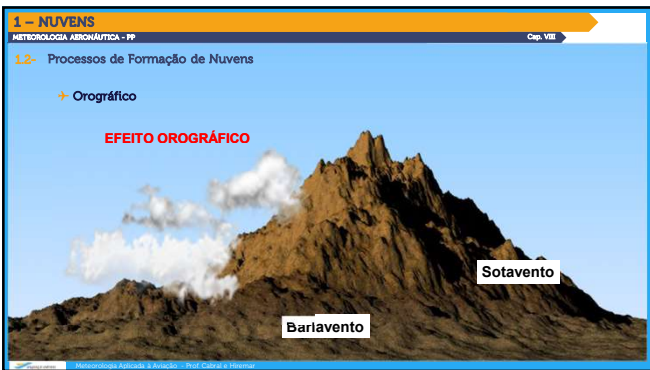 1 – NUVENS
METEOROLOGIA AERONÁUTICA - PP Cap. VIII
1.2- Processos de Formação de Nuvens
Orográfico
EFEITO OROGRÁFICO
Sotavento
Barlavento
Meteorologia Aplicada à Aviação - Prof. Cabral e Hiremar